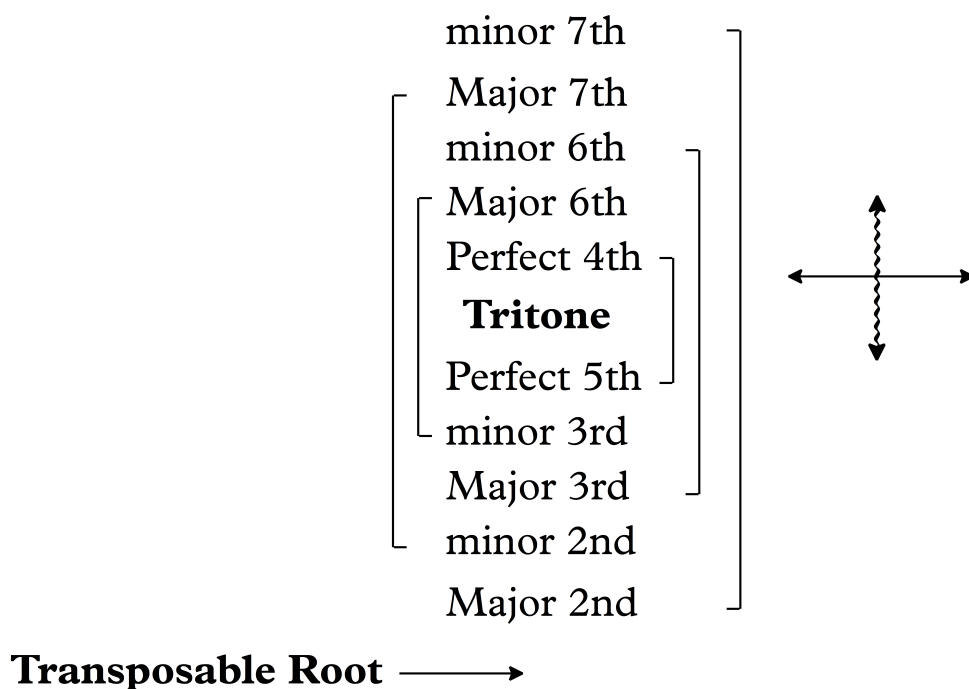 minor 7th
Major 7th
minor 6th
Major 6th
Perfect 4th
Tritone
Perfect 5th
minor 3rd
Major 3rd
minor 2nd
Major 2nd
Transposable Root